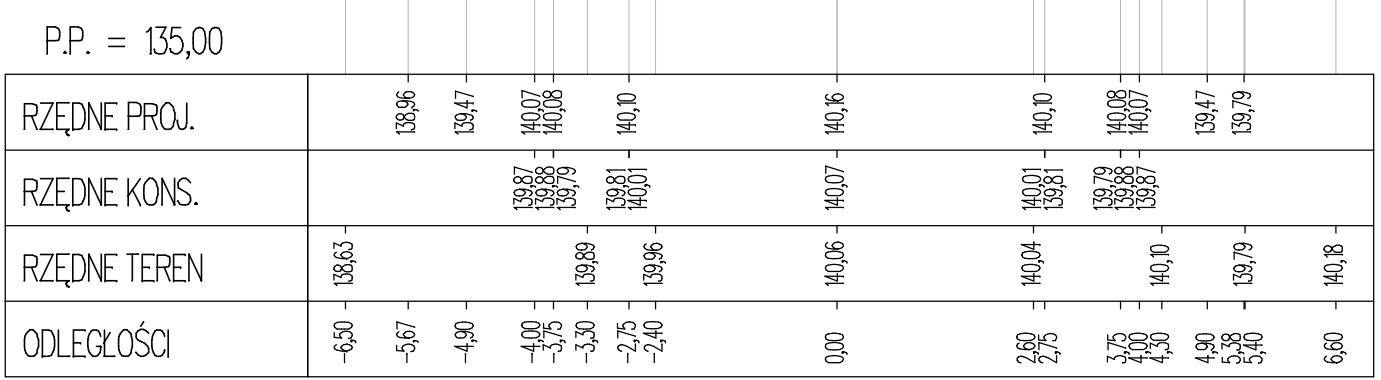 P.P. = 135,00
RZĘDNE PROJ. 138,96 139,47 140,07 140,08 140,10 140,16 140,10 140,08 140,07 139,47 139,79
RZĘDNE KONS. 139,87 139,88 139,79 139,81 140,01 140,07 140,01 139,81 139,79 139,88 139,87
RZĘDNE TEREN 138,63 139,89 139,96 140,06 140,04 140,10 139,79 140,18
ODLEGŁOŚCI -6,50 -5,67 -4,90 -4,00 -3,75 -3,30 -2,75 -2,40 0,00 2,60 2,75 3,75 4,00 4,30 4,90 5,38 5,40 6,60